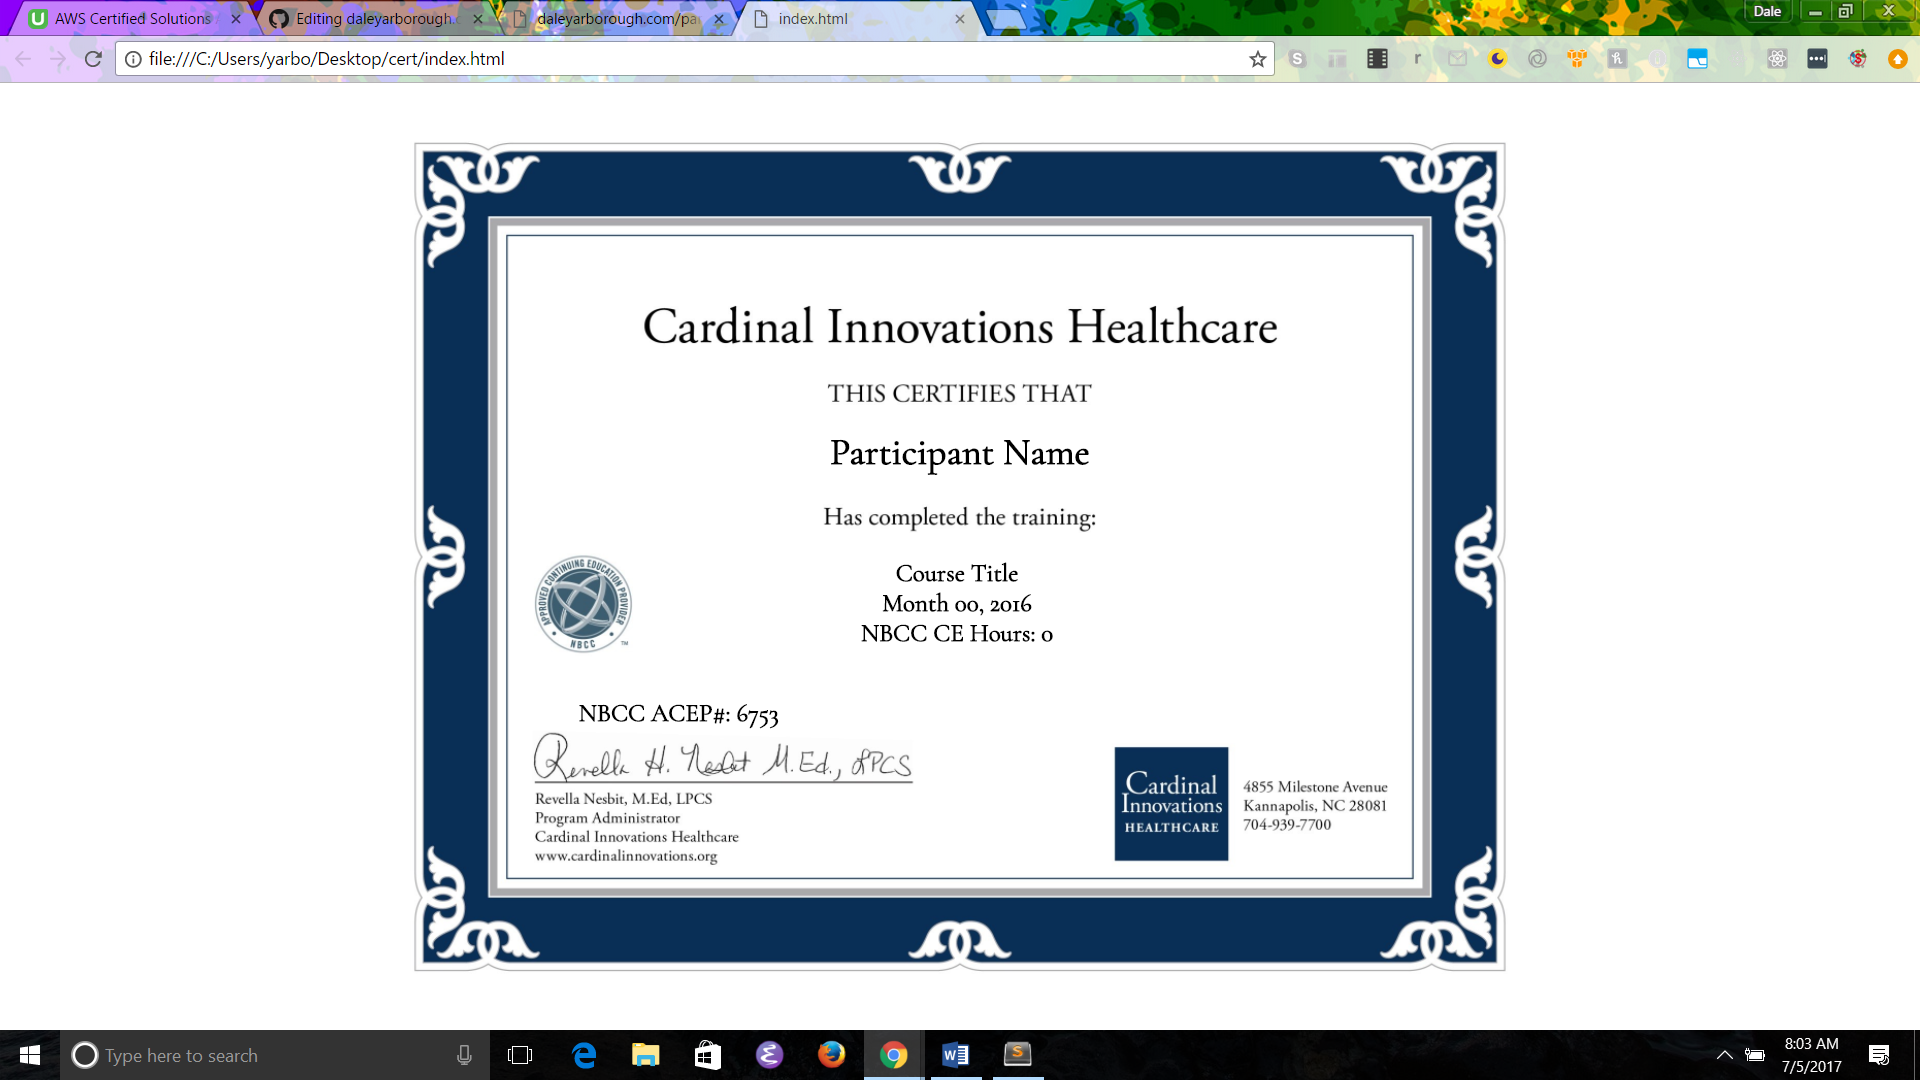 AWS Certified Solutions
Editing daleyarborough.c
daleyarborough.com/pa
index.html
Dale
file:///C:/Users/yarbo/Desktop/cert/index.html
Cardinal Innovations Healthcare
THIS CERTIFIES THAT
Participant Name
Has completed the training:
APPROVED CONTINUING EDUCATION PROVIDER
NBCC
TM
Course Title
Month 00, 2016
NBCC CE Hours: 0
NBCC ACEP#: 6753
Revella H. Nesbit M.Ed., LPCS
Revella Nesbit, M.Ed, LPCS
Program Administrator
Cardinal Innovations Healthcare
www.cardinalinnovations.org
Cardinal
Innovations
HEALTHCARE
4855 Milestone Avenue
Kannapolis, NC 28081
704-939-7700
Type here to search
8:03 AM
7/5/2017